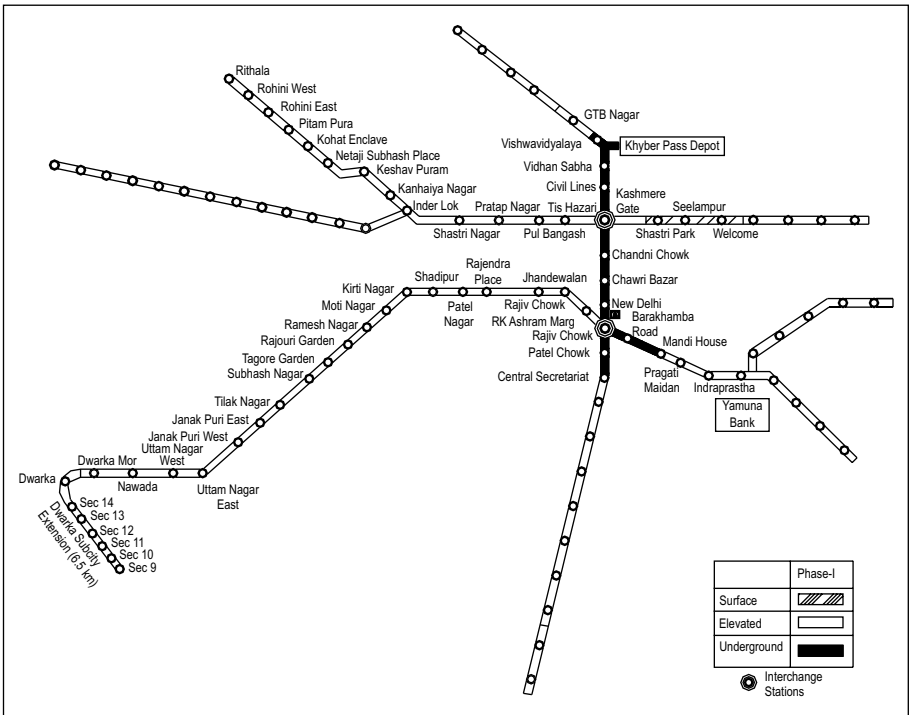 Rithala
Rohini West
Rohini East
Pitam Pura
Kohat Enclave
Netaji Subhash Place
Keshav Puram
Kanhaiya Nagar
Inder Lok
Shastri Nagar
Pratap Nagar
Pul Bangash
Tis Hazari
Kashmere
Gate
Seelampur
Shastri Park
Welcome
GTB Nagar
Vishwavidyalaya
Khyber Pass Depot
Vidhan Sabha
Civil Lines
Chandni Chowk
Chawri Bazar
New Delhi
Barakhamba
Road
Mandi House
Rajiv Chowk
Patel Chowk
Central Secretariat
Pragati
Maidan
Indraprastha
Yamuna
Bank
RK Ashram Marg
Rajiv Chowk
Jhandewalan
Rajendra
Place
Patel
Nagar
Shadipur
Kirti Nagar
Moti Nagar
Ramesh Nagar
Rajouri Garden
Tagore Garden
Subhash Nagar
Tilak Nagar
Janak Puri East
Janak Puri West
Uttam Nagar
West
Uttam Nagar
East
Nawada
Dwarka Mor
Dwarka
Sec 14
Sec 13
Sec 12
Sec 11
Sec 10
Sec 9
Dwarka Subcity
Extension (6.5 km)
Phase-I
Surface
Elevated
Underground
Interchange
Stations